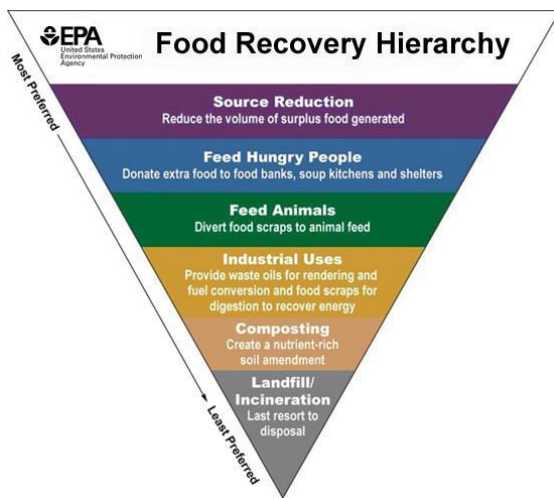 EPA
United States
Environmental Protection
Agency
Food Recovery Hierarchy
Most Preferred
Source Reduction
Reduce the volume of surplus food generated
Feed Hungry People
Donate extra food to food banks, soup kitchens and shelters
Feed Animals
Divert food scraps to animal feed
Industrial Uses
Provide waste oils for rendering and
fuel conversion and food scraps for
digestion to recover energy
Composting
Create a nutrient-rich
soil amendment
Landfill/
Incineration
Last resort to
disposal
Least Preferred